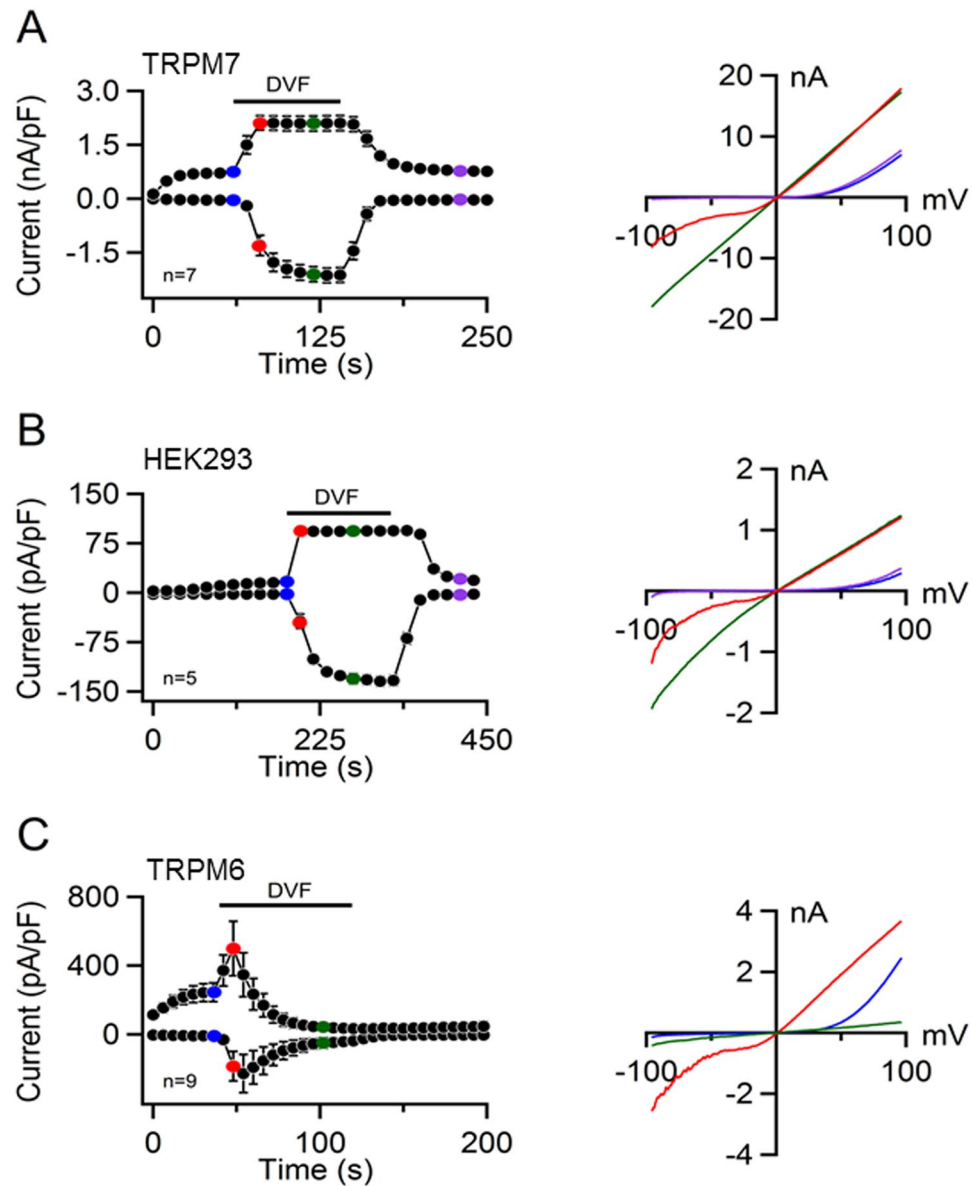 A
TRPM7
DVF
Current (nA/pF)
3.0
1.5
0.0
-1.5
n=7
0
125
250
Time (s)
20
nA
10
-100
100
mV
-10
-20
B
HEK293
DVF
Current (pA/pF)
150
75
0
-75
-150
n=5
0
225
450
Time (s)
2
nA
1
-100
100
mV
-1
-2
C
TRPM6
DVF
Current (pA/pF)
800
400
0
n=9
0
100
200
Time (s)
4
nA
2
-100
100
mV
-2
-4